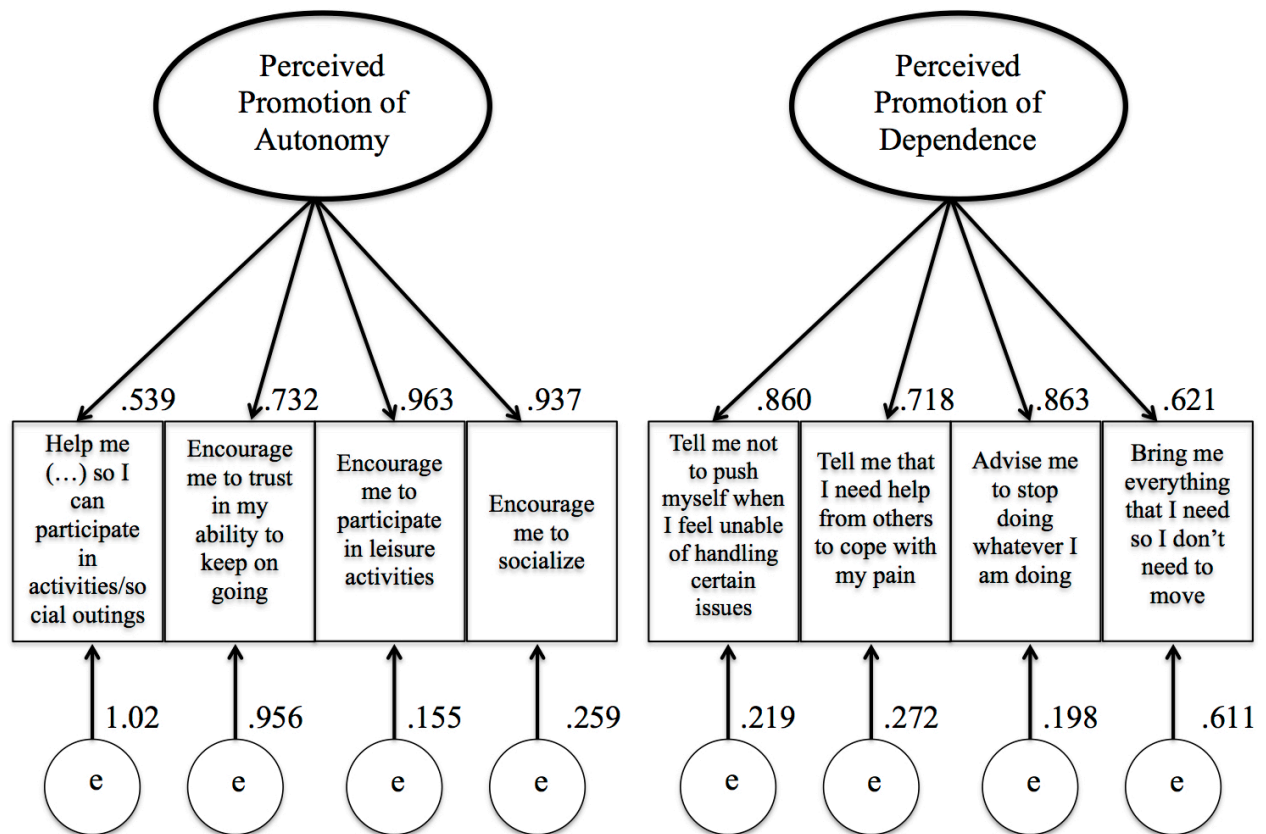 Perceived
Promotion of
Autonomy
Perceived
Promotion of
Dependence
.539
.732
.963
.937
.860
.718
.863
.621
Help me
(…) so I
can
participate
in
activities/so
cial outings
Encourage
me to trust
in my
ability to
keep on
going
Encourage
me to
participate
in leisure
activities
Encourage
me to
socialize
Tell me not
to push
myself when
I feel unable
of handling
certain
issues
Tell me that
I need help
from others
to cope with
my pain
Advise me
to stop
doing
whatever I
am doing
Bring me
everything
that I need
so I don’t
need to
move
1.02
.956
.155
.259
.219
.272
.198
.611
e
e
e
e
e
e
e
e